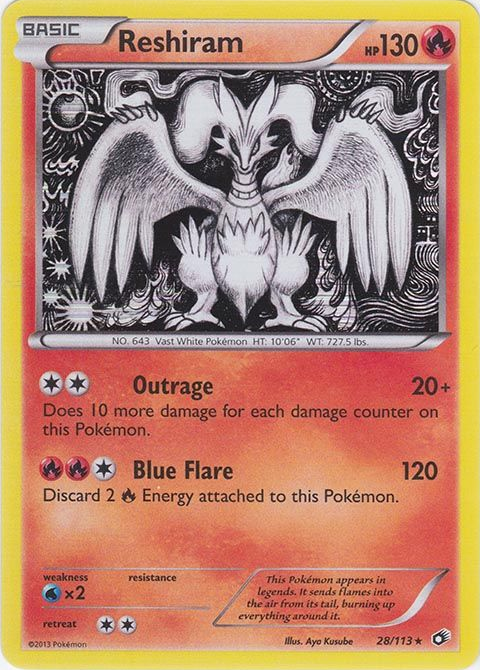 BASIC
Reshiram
HP130
NO. 643 Vast White Pokémon HT: 10'06" WT: 727.5 lbs.
Outrage 20+
Does 10 more damage for each damage counter on
this Pokémon.
Blue Flare 120
Discard 2 Energy attached to this Pokémon.
weakness resistance
×2
retreat
This Pokémon appears in
legends. It sends flames into
the air from its tail, burning up
everything around it.
©2013 Pokémon
Illus. Aya Kusube
28/113★